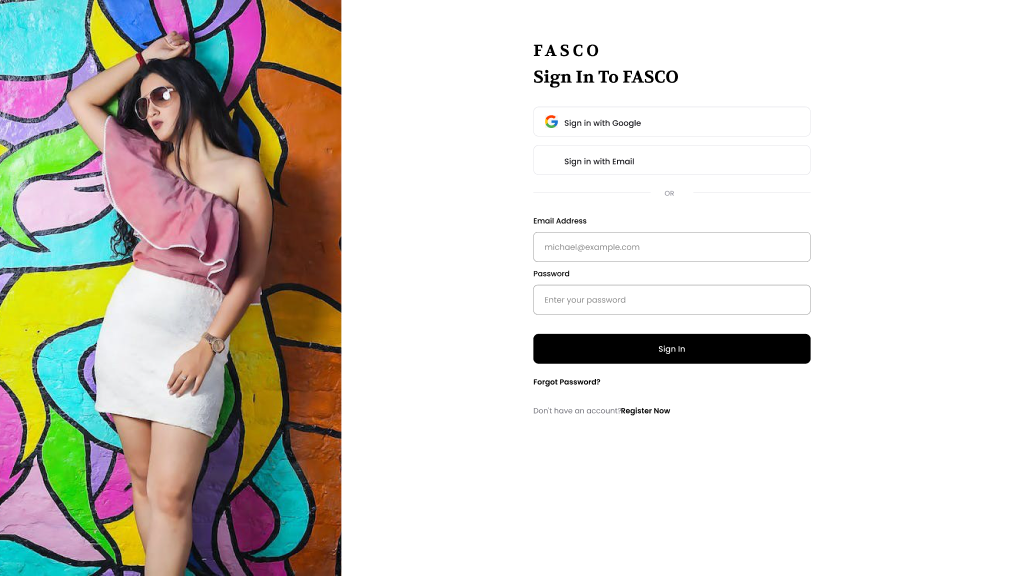 FASCO
Sign In To FASCO
Sign in with Google
Sign in with Email
OR
Email Address
michael@example.com
Password
Enter your password
Sign In
Forgot Password?
Don't have an account?Register Now